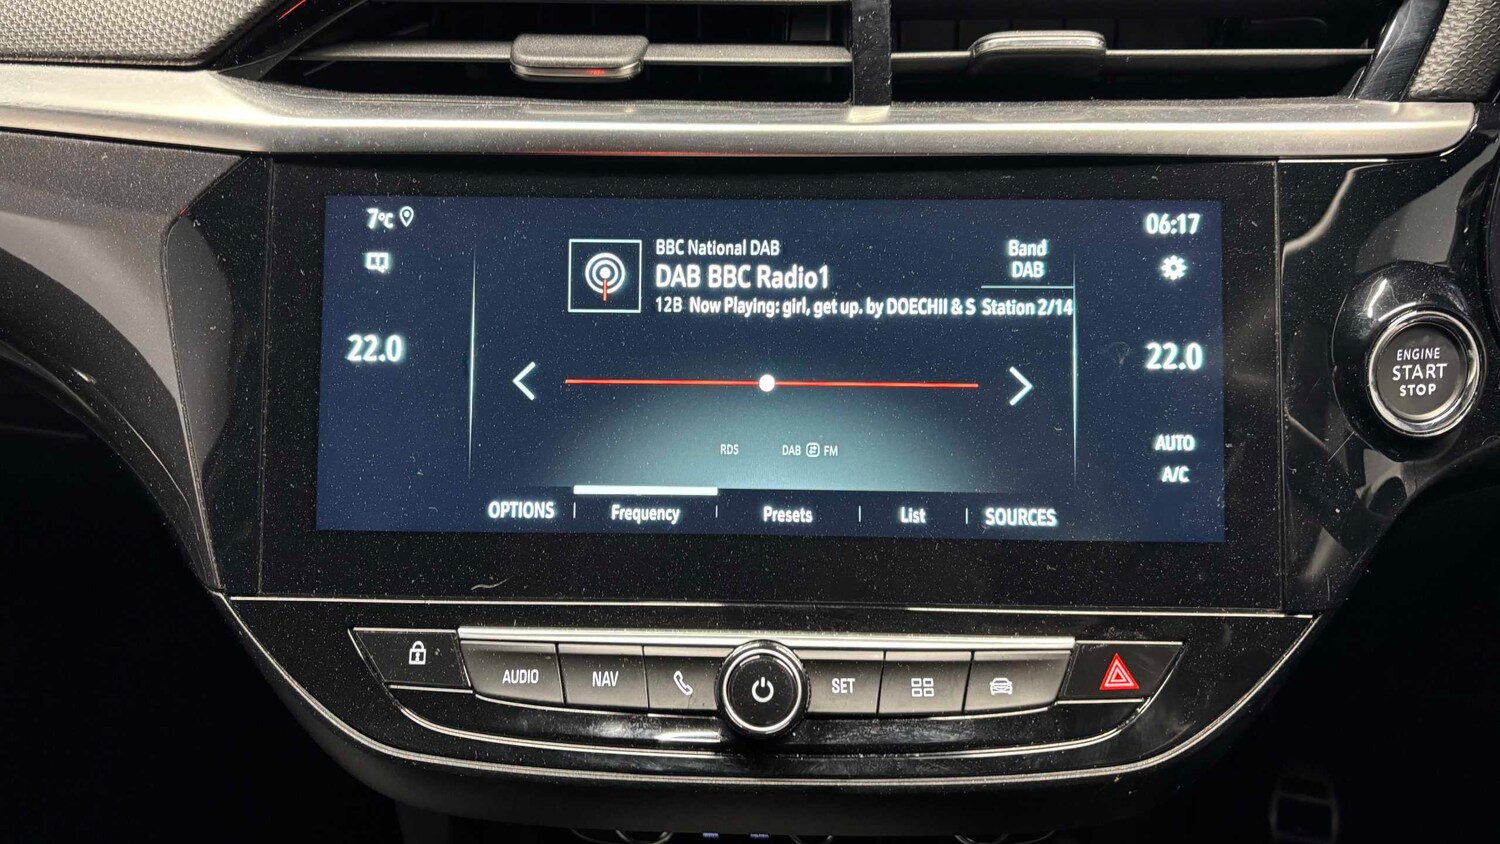 7°C
06:17
BBC National DAB
DAB BBC Radio1
12B Now Playing: girl, get up. by DOECHII & S
Band
DAB
Station 2/14
22.0
22.0
RDS
DAB FM
AUTO
A/C
OPTIONS
Frequency
Presets
List
SOURCES
ENGINE
START
STOP
AUDIO
NAV
SET